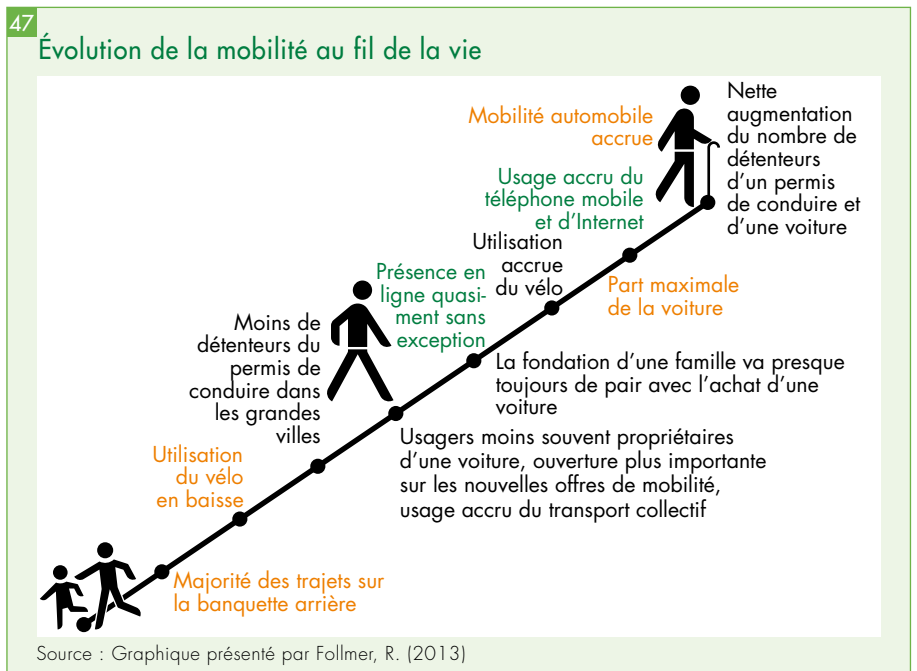 47
Évolution de la mobilité au fil de la vie
Mobilité automobile
accrue
Nette
augmentation
du nombre de
détenteurs
d'un permis
de conduire et
d'une voiture
Usage accru du
téléphone mobile
et d'Internet
Utilisation
accrue
du vélo
Part maximale
de la voiture
Présence en
ligne quasi-
ment sans
exception
La fondation d'une famille va presque
toujours de pair avec l'achat d'une
voiture
Moins de
détenteurs du
permis de
conduire dans
les grandes
villes
Usagers moins souvent propriétaires
d'une voiture, ouverture plus importante
sur les nouvelles offres de mobilité,
usage accru du transport collectif
Utilisation
du vélo
en baisse
Majorité des trajets sur
la banquette arrière
Source : Graphique présenté par Follmer, R. (2013)